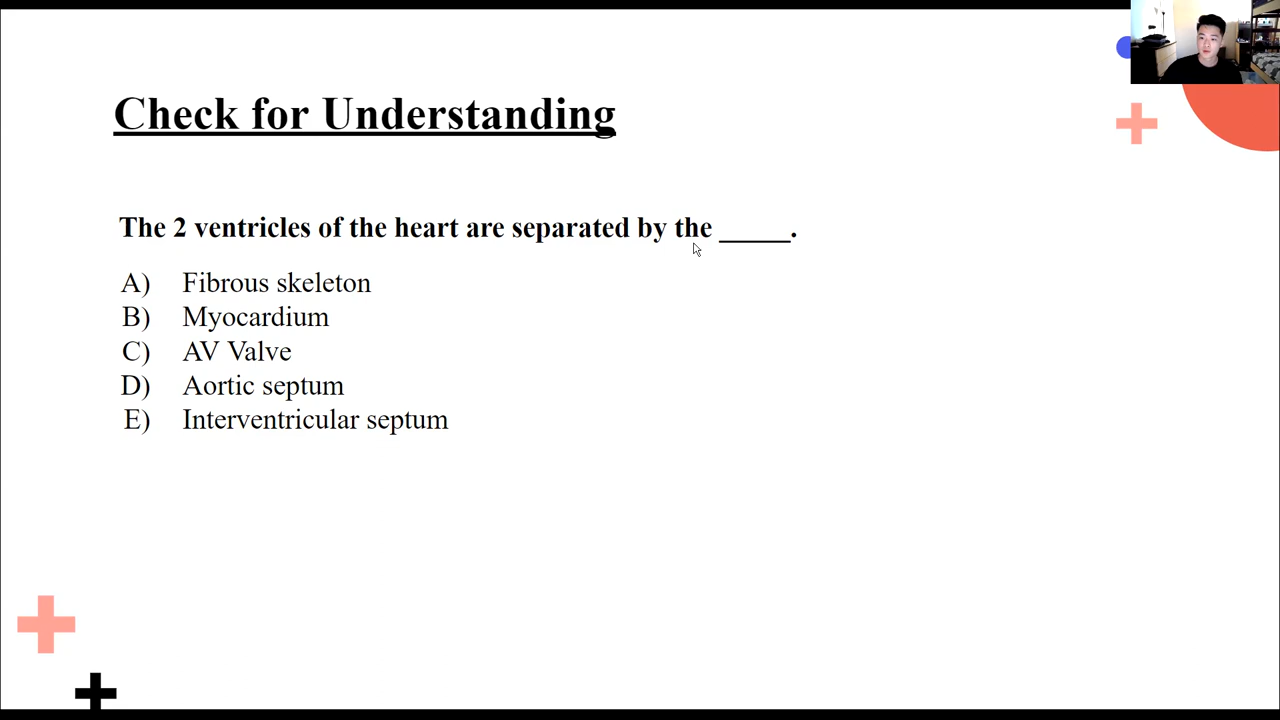 Check for Understanding
The 2 ventricles of the heart are separated by the _____.
A) Fibrous skeleton
B) Myocardium
C) AV Valve
D) Aortic septum
E) Interventricular septum